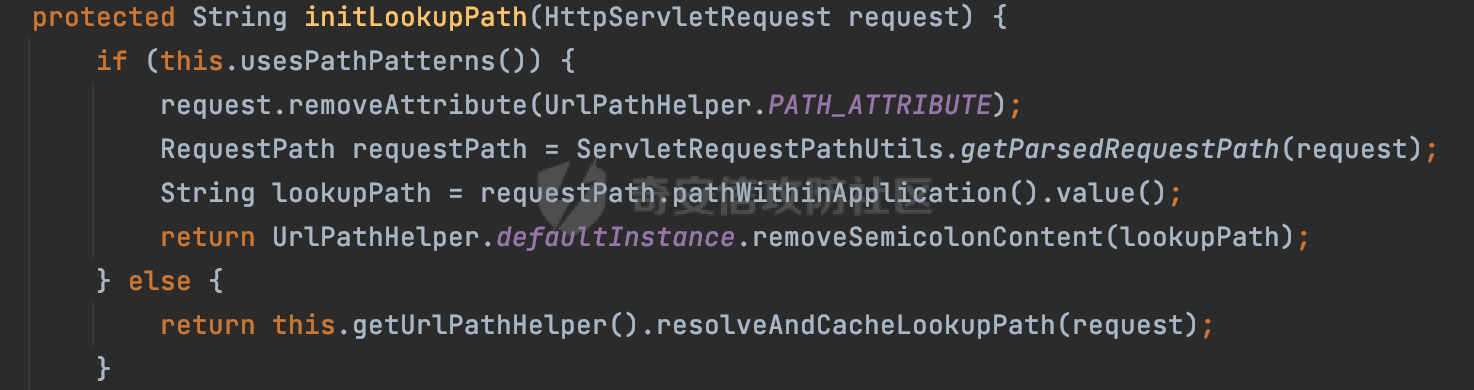 protected String initLookupPath(HttpServletRequest request) {
    if (this.usesPathPatterns()) {
        request.removeAttribute(UrlPathHelper.PATH_ATTRIBUTE);
        RequestPath requestPath = ServletRequestPathUtils.getParsedRequestPath(request);
        String lookupPath = requestPath.pathWithinApplication().value();
奇安信攻防社区
        return UrlPathHelper.defaultInstance.removeSemicolonContent(lookupPath);
    } else {
        return this.getUrlPathHelper().resolveAndCacheLookupPath(request);
    }